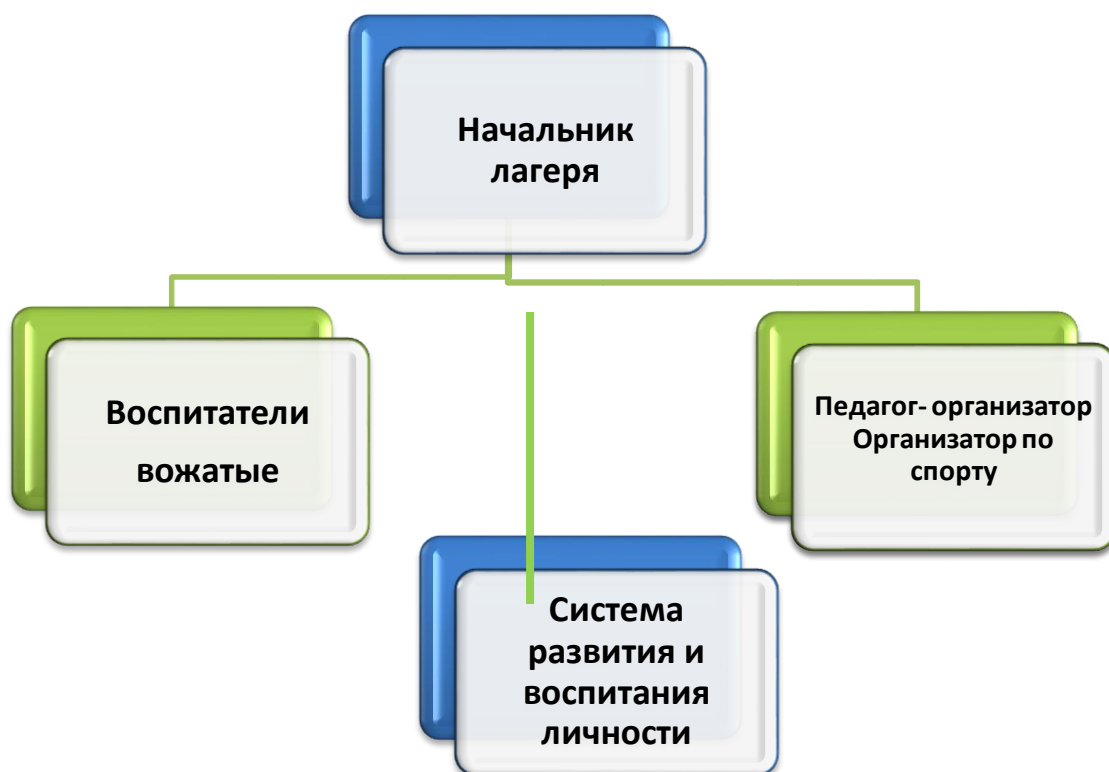 Начальник
лагеря
Воспитатели
вожатые
Педагог- организатор
Организатор по
спорту
Система
развития и
воспитания
личности